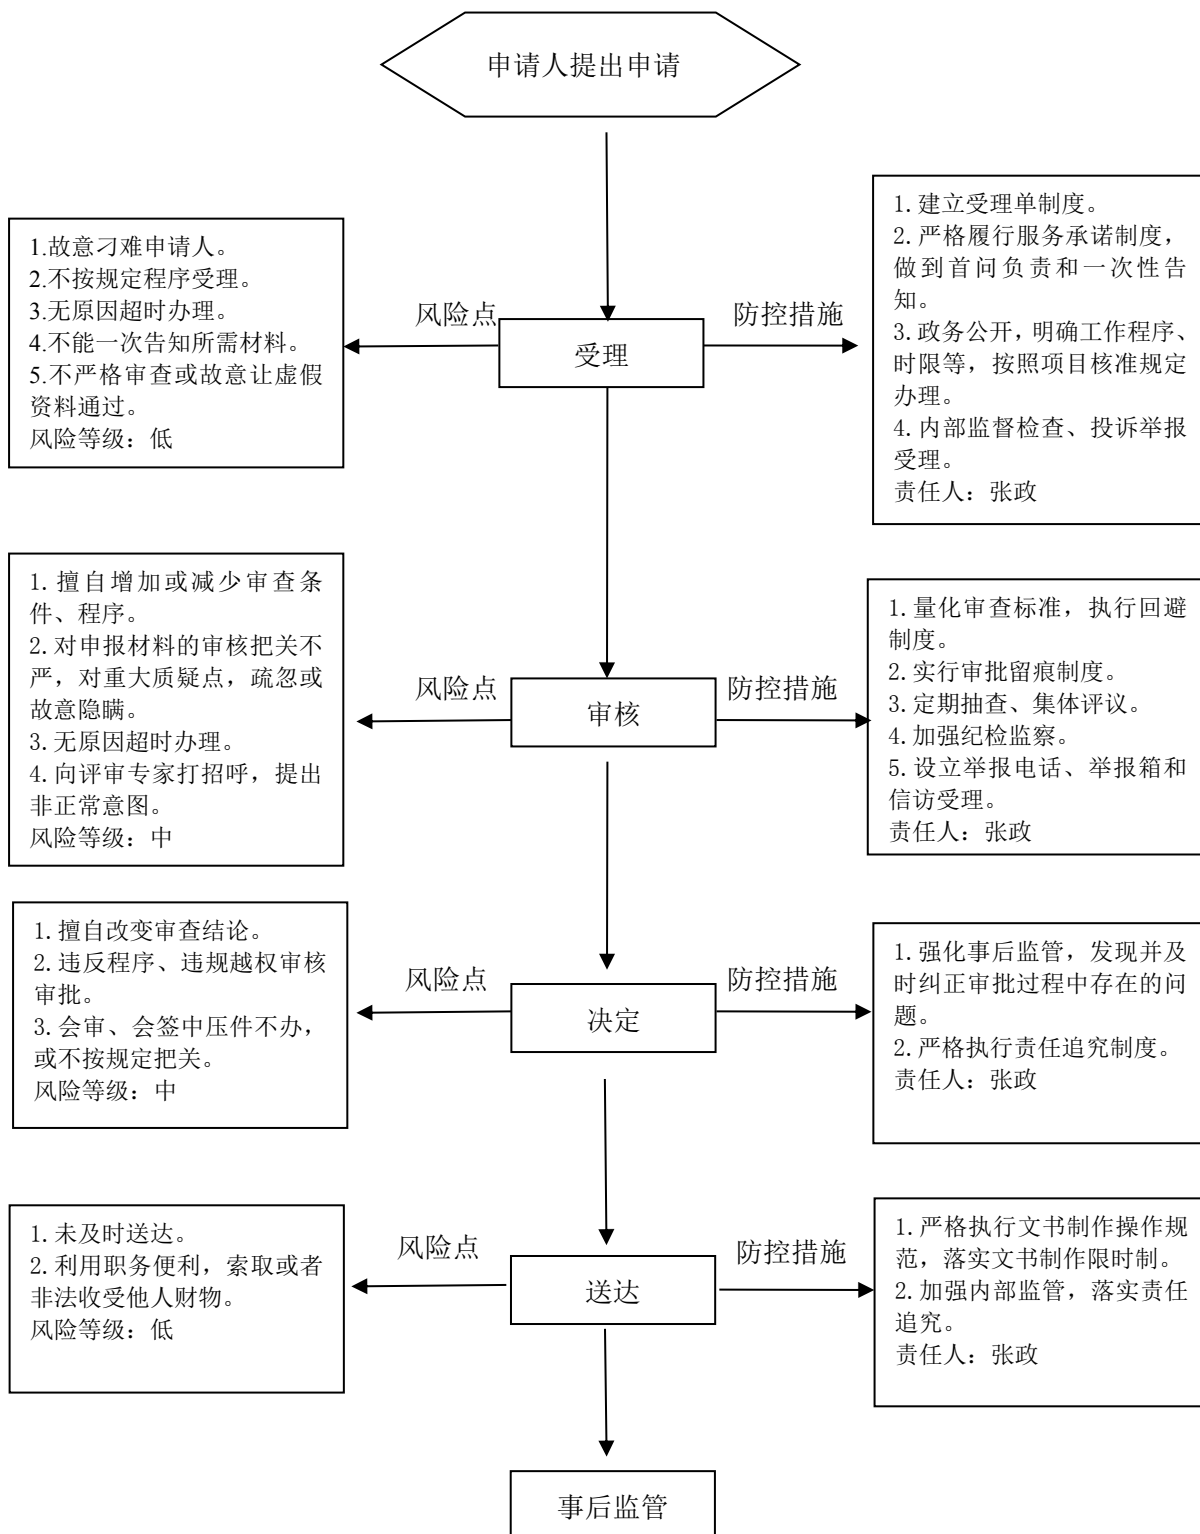 申请人提出申请
1.故意刁难申请人。
2.不按规定程序受理。
3.无原因超时办理。
4.不能一次告知所需材料。
5.不严格审查或故意让虚假
资料通过。
风险等级：低
风险点
受理
防控措施
1.建立受理单制度。
2.严格履行服务承诺制度，
做到首问负责和一次性告
知。
3.政务公开，明确工作程序、
时限等，按照项目核准规定
办理。
4.内部监督检查、投诉举报
受理。
责任人：张政
1.擅自增加或减少审查条
件、程序。
2.对申报材料的审核把关不
严，对重大质疑点，疏忽或
故意隐瞒。
3.无原因超时办理。
4.向评审专家打招呼，提出
非正常意图。
风险等级：中
风险点
审核
防控措施
1.量化审查标准，执行回避
制度。
2.实行审批留痕制度。
3.定期抽查、集体评议。
4.加强纪检监察。
5.设立举报电话、举报箱和
信访受理。
责任人：张政
1.擅自改变审查结论。
2.违反程序、违规越权审核
审批。
3.会审、会签中压件不办，
或不按规定把关。
风险等级：中
风险点
决定
防控措施
1.强化事后监管，发现并及
时纠正审批过程中存在的问
题。
2.严格执行责任追究制度。
责任人：张政
1.未及时送达。
2.利用职务便利，索取或者
非法收受他人财物。
风险等级：低
风险点
送达
防控措施
1.严格执行文书制作操作规
范，落实文书制作限时制。
2.加强内部监管，落实责任
追究。
责任人：张政
事后监管